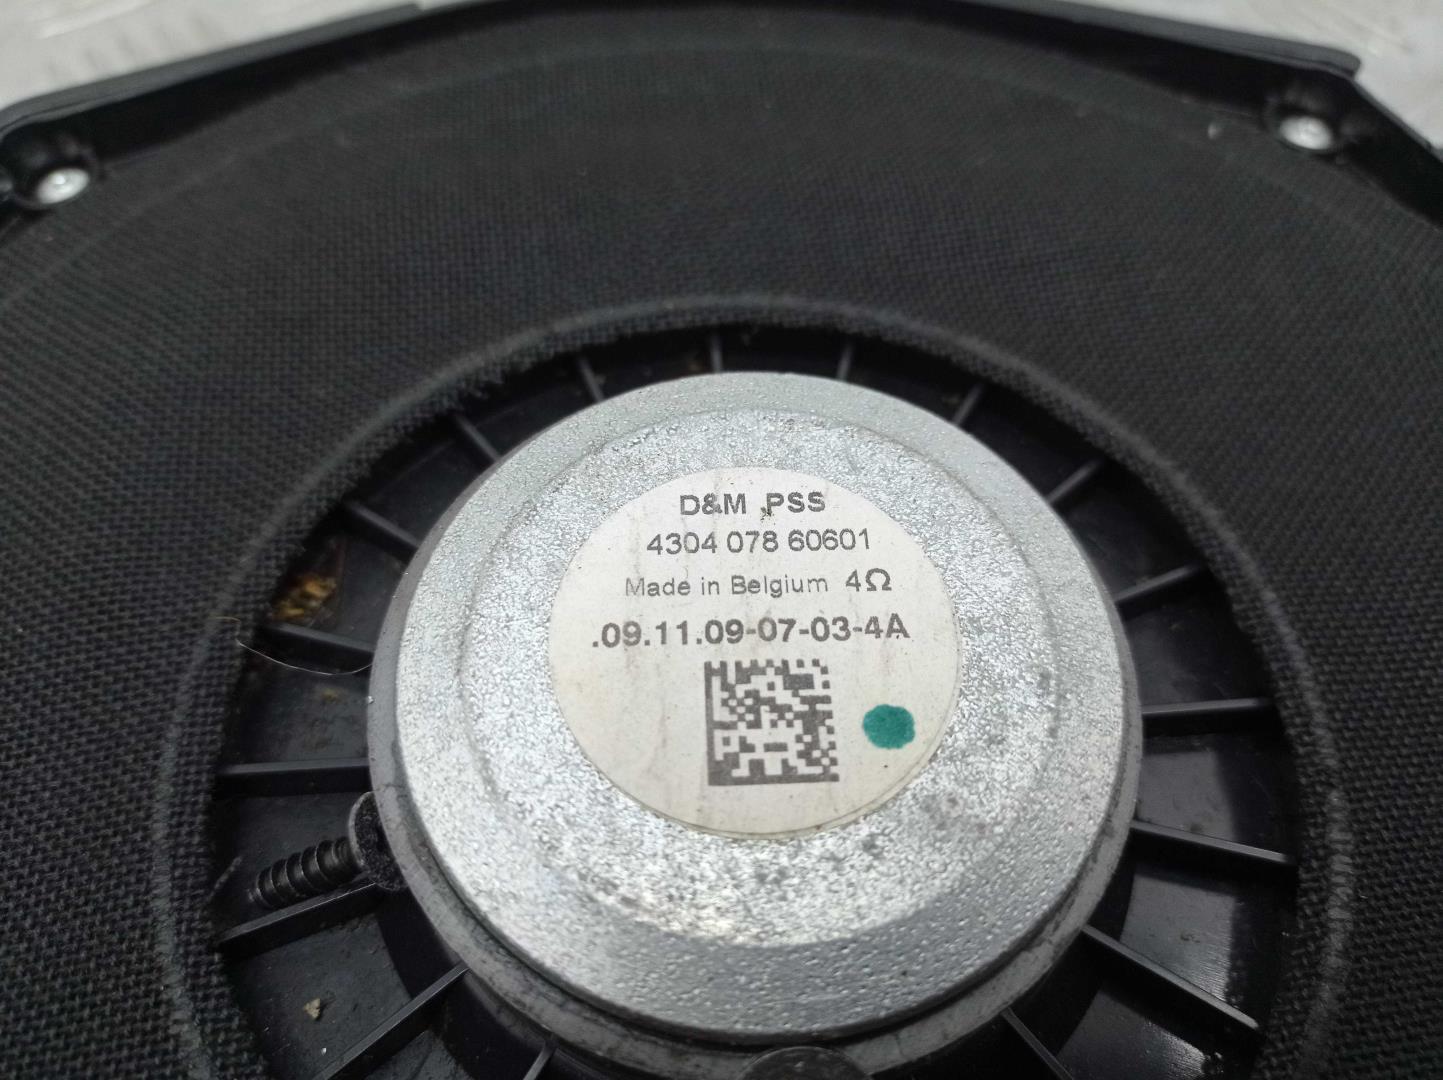 D&M PSS
4304 078 60601
Made in Belgium 4Ω
.09.11.09-07-03-4A